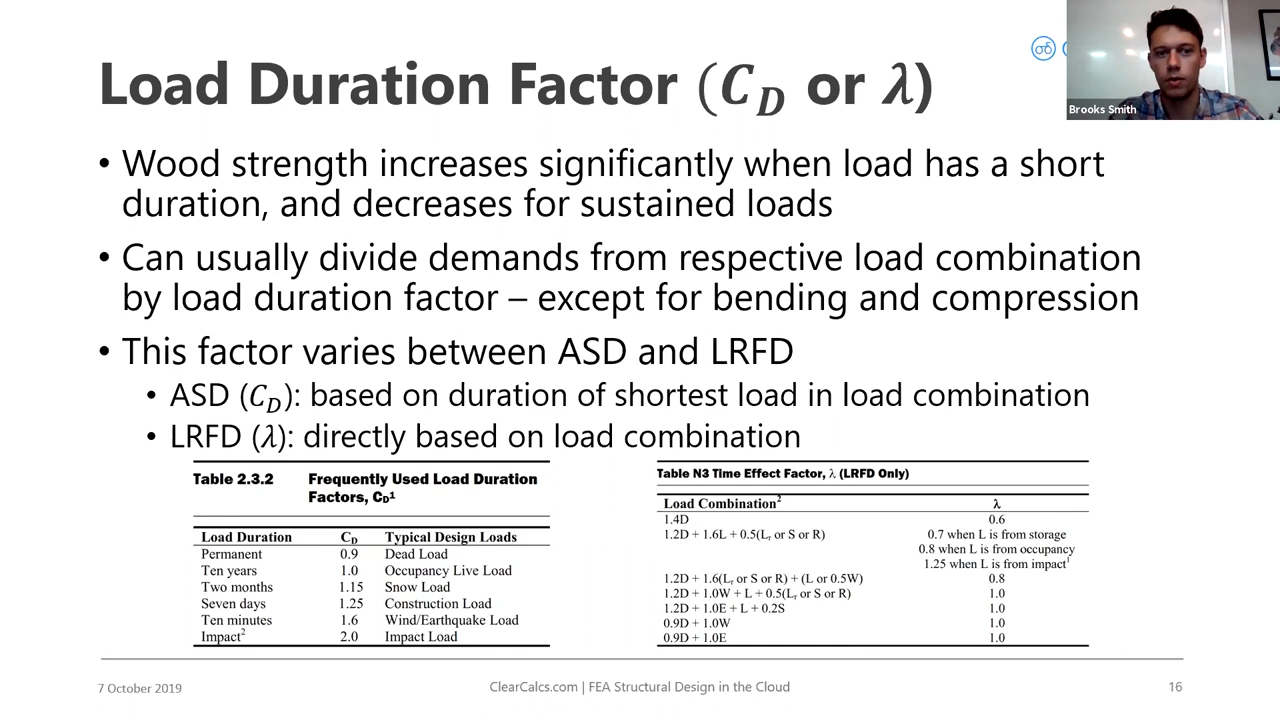 Load Duration Factor (C_D or λ)
Brooks Smith
• Wood strength increases significantly when load has a short
duration, and decreases for sustained loads
• Can usually divide demands from respective load combination
by load duration factor – except for bending and compression
• This factor varies between ASD and LRFD
• ASD (C_D): based on duration of shortest load in load combination
• LRFD (λ): directly based on load combination
Table 2.3.2 Frequently Used Load Duration
Factors, C_D¹
Load Duration C_D Typical Design Loads
Permanent 0.9 Dead Load
Ten years 1.0 Occupancy Live Load
Two months 1.15 Snow Load
Seven days 1.25 Construction Load
Ten minutes 1.6 Wind/Earthquake Load
Impact² 2.0 Impact Load
Table N3 Time Effect Factor, λ (LRFD Only)
Load Combination² λ
1.4D 0.6
1.2D + 1.6L + 0.5(L_r or S or R) 0.7 when L is from storage
0.8 when L is from occupancy
1.25 when L is from impact¹
1.2D + 1.6(L_r or S or R) + (L or 0.5W) 0.8
1.2D + 1.0W + L + 0.5(L_r or S or R) 1.0
1.2D + 1.0E + L + 0.2S 1.0
0.9D + 1.0W 1.0
0.9D + 1.0E 1.0
7 October 2019 ClearCalcs.com | FEA Structural Design in the Cloud 16